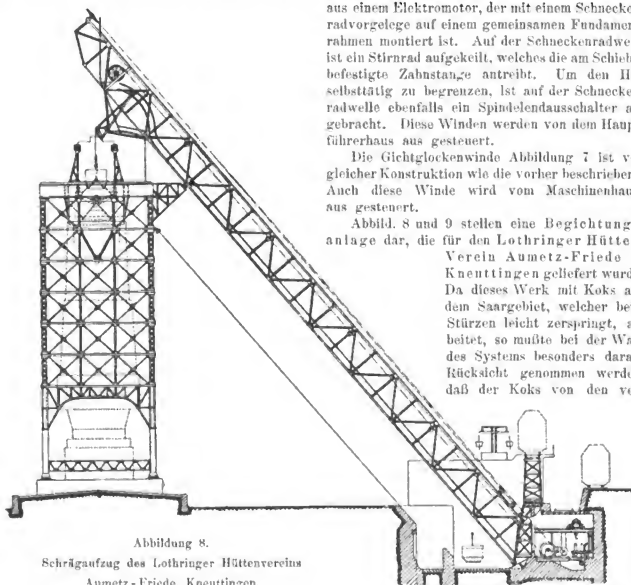 aus einem Elektromotor, der mit einem Schnecke
radvorgelege auf einem gemeinsamen Fundamen
rahmen montiert ist. Auf der Schneckenradwe
ist ein Stirnrad aufgekeilt, welches die am Schieb
befestigte Zahnstange antreibt. Um den H
selbsttätig zu begrenzen, ist auf der Schnecke
radwelle ebenfalls ein Spindelendausschalter a
gebracht. Diese Winden werden von dem Haup
führerhaus aus gesteuert.
Die Gichtglockenwinde Abbildung 7 ist v
gleicher Konstruktion wie die vorher beschrieben
Auch diese Winde wird vom Maschinenhau
aus gesteuert.
Abbild. 8 und 9 stellen eine Begichtung
anlage dar, die für den Lothringer Hütte
Verein Aumetz-Friede
Kneuttingen geliefert wurd
Da dieses Werk mit Koks a
dem Saargebiet, welcher be
Stürzen leicht zerspringt, a
beitet, so mußte bei der Wa
des Systems besonders dara
Rücksicht genommen werde
daß der Koks von den ve
Abbildung 8.
Schrägaufzug des Lothringer Hüttenvereins
Aumetz-Friede, Kneuttingen